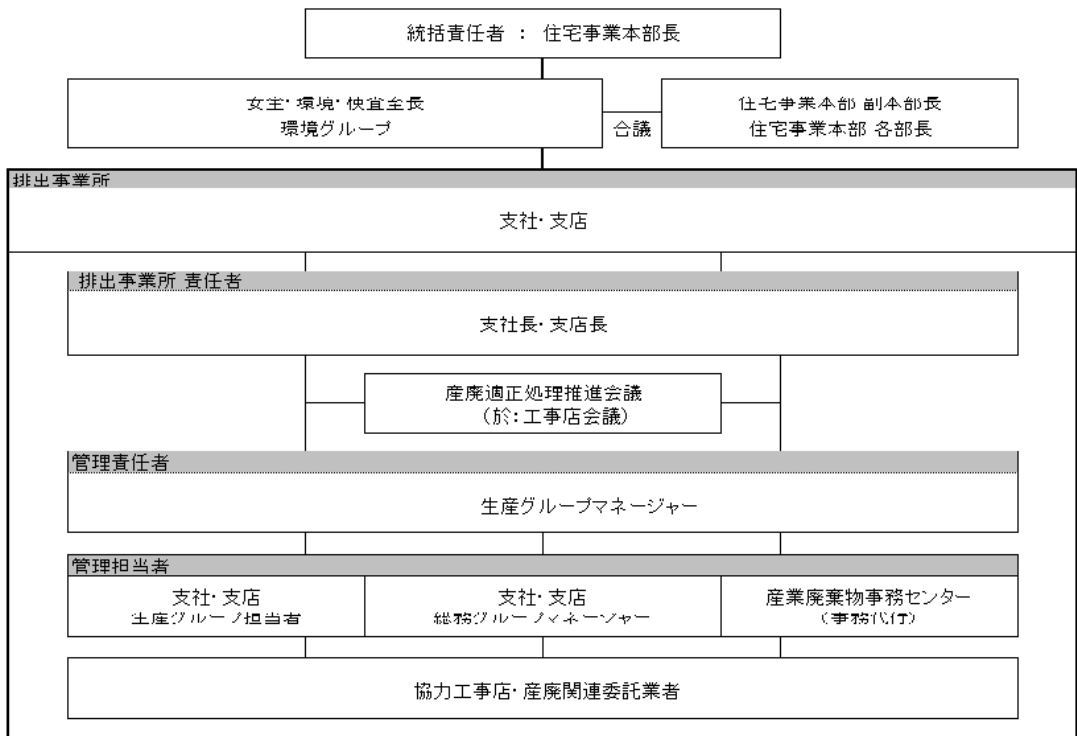 統括責任者 : 住宅事業本部長
安全・環境・検査室長
環境グループ
合議
住宅事業本部 副本部長
住宅事業本部 各部長
排出事業所
支社・支店
排出事業所 責任者
支社長・支店長
産廃適正処理推進会議
(於:工事店会議)
管理責任者
生産グループマネージャー
管理担当者
支社・支店
生産グループ担当者
支社・支店
総務グループマネージャー
産業廃棄物事務センター
(事務代行)
協力工事店・産廃関連委託業者